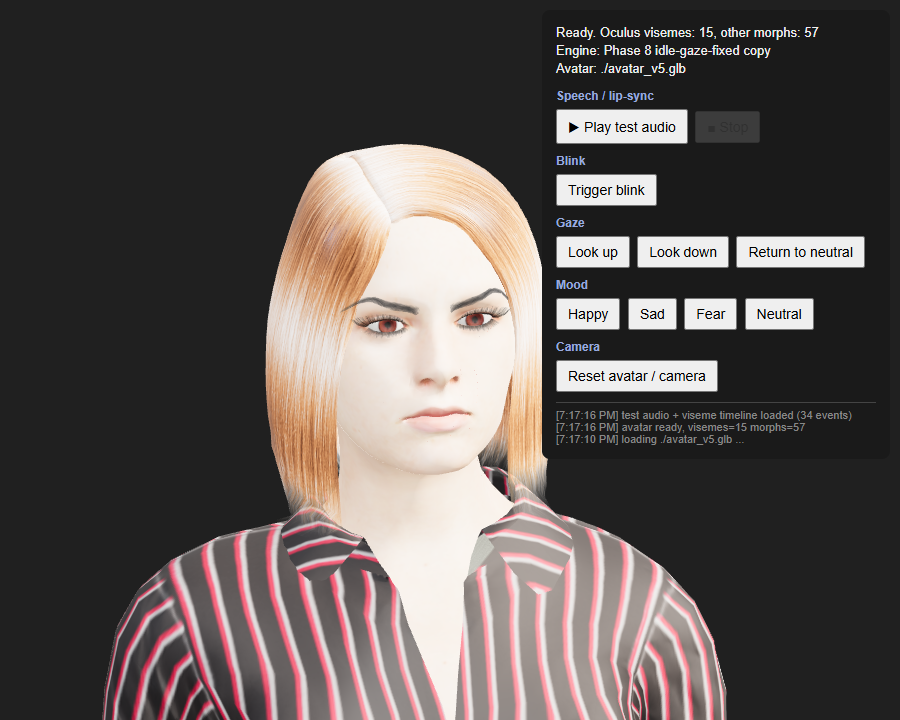 Ready. Oculus visemes: 15, other morphs: 57
Engine: Phase 8 idle-gaze-fixed copy
Avatar: ./avatar_v5.glb
Speech / lip-sync
▶ Play test audio ■ Stop
Blink
Trigger blink
Gaze
Look up Look down Return to neutral
Mood
Happy Sad Fear Neutral
Camera
Reset avatar / camera
[7:17:16 PM] test audio + viseme timeline loaded (34 events)
[7:17:16 PM] avatar ready, visemes=15 morphs=57
[7:17:10 PM] loading ./avatar_v5.glb ...